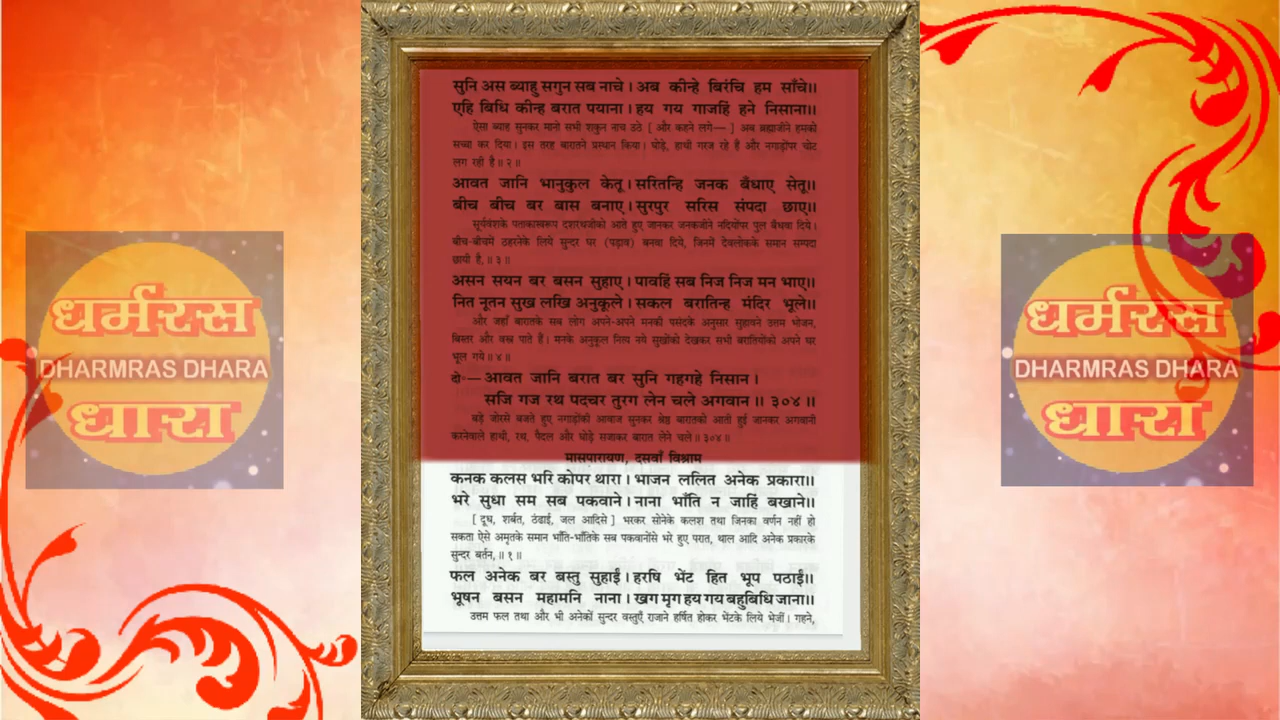 सुनि अस ब्याहु सगुन सब नाचे। अब कीन्हे बिरंचि हम साँचे॥
एहि बिधि कीन्ह बरात पयाना। हय गय गाजहिं हने निसाना॥
ऐसा ब्याह सुनकर मानो सभी शकुन नाच उठे [ और कहने लगे— ] अब ब्रह्माजीने हमको
सच्चा कर दिया। इस तरह बारातने प्रस्थान किया। घोड़े, हाथी गरज रहे हैं और नगाड़ोंपर चोट
लग रही है॥२॥
आवत जानि भानुकुल केतू। सरितन्हि जनक बँधाए सेतू॥
बीच बीच बर बास बनाए। सुरपुर सरिस संपदा छाए॥
सूर्यवंशके पताकास्वरूप दशरथजीको आते हुए जानकर जनकजीने नदियोंपर पुल बँधवा दिये।
बीच-बीचमें ठहरनेके लिये सुन्दर घर (पड़ाव) बनवा दिये, जिनमें देवलोकके समान सम्पदा
छायी है,॥३॥
असन सयन बर बसन सुहाए। पावहिं सब निज निज मन भाए॥
नित नूतन सुख लखि अनुकूले। सकल बरातिन्ह मंदिर भूले॥
और जहाँ बारातके सब लोग अपने-अपने मनकी पसंदके अनुसार सुहावने उत्तम भोजन,
बिस्तर और वस्त्र पाते हैं। मनके अनुकूल नित्य नये सुखोंको देखकर सभी बरातियोंको अपने घर
भूल गये॥४॥
दो०—आवत जानि बरात बर सुनि गहगहे निसान।
सजि गज रथ पदचर तुरग लेन चले अगवान॥ ३०४॥
बड़े जोरसे बजते हुए नगाड़ोंकी आवाज सुनकर श्रेष्ठ बारातको आती हुई जानकर अगवानी
करनेवाले हाथी, रथ, पैदल और घोड़े सजाकर बारात लेने चले॥३०४॥
मासपारायण, दसवाँ विश्राम
कनक कलस भरि कोपर थारा। भाजन ललित अनेक प्रकारा॥
भरे सुधा सम सब पकवाने। नाना भाँति न जाहिं बखाने॥
[ दूध, शर्बत, ठंढाई, जल आदिसे ] भरकर सोनेके कलश तथा जिनका वर्णन नहीं हो
सकता ऐसे अमृतके समान भाँति-भाँतिके सब पकवानोंसे भरे हुए परात, थाल आदि अनेक प्रकारके
सुन्दर बर्तन,॥१॥
फल अनेक बर बस्तु सुहाईं। हरषि भेंट हित भूप पठाईं॥
भूषन बसन महामनि नाना। खग मृग हय गय बहुबिधि जाना॥
उत्तम फल तथा और भी अनेकों सुन्दर वस्तुएँ राजाने हर्षित होकर भेंटके लिये भेजीं। गहने,
धर्मरस
DHARMRAS DHARA
धारा
धर्मरस
DHARMRAS DHARA
धारा